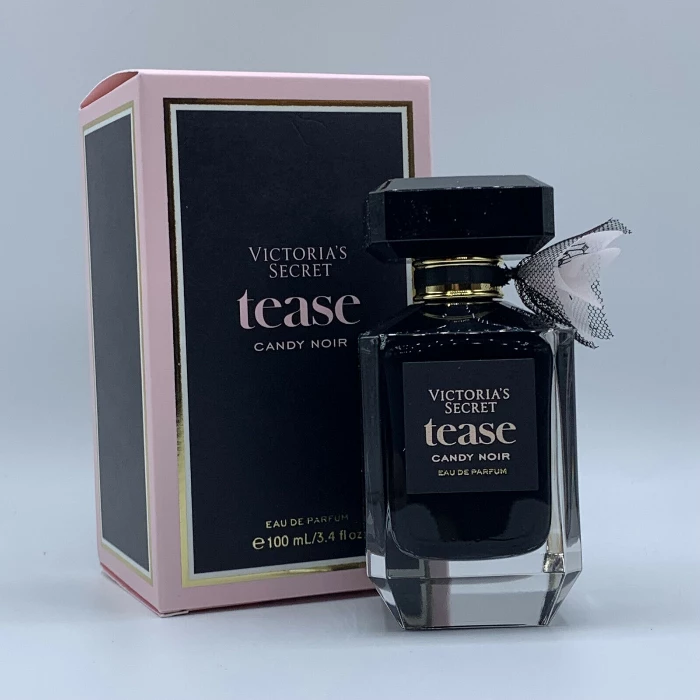 VICTORIA'S
SECRET
tease
CANDY NOIR
EAU DE PARFUM
℮100 mL/3.4 fl oz
VICTORIA'S
SECRET
tease
CANDY NOIR
EAU DE PARFUM